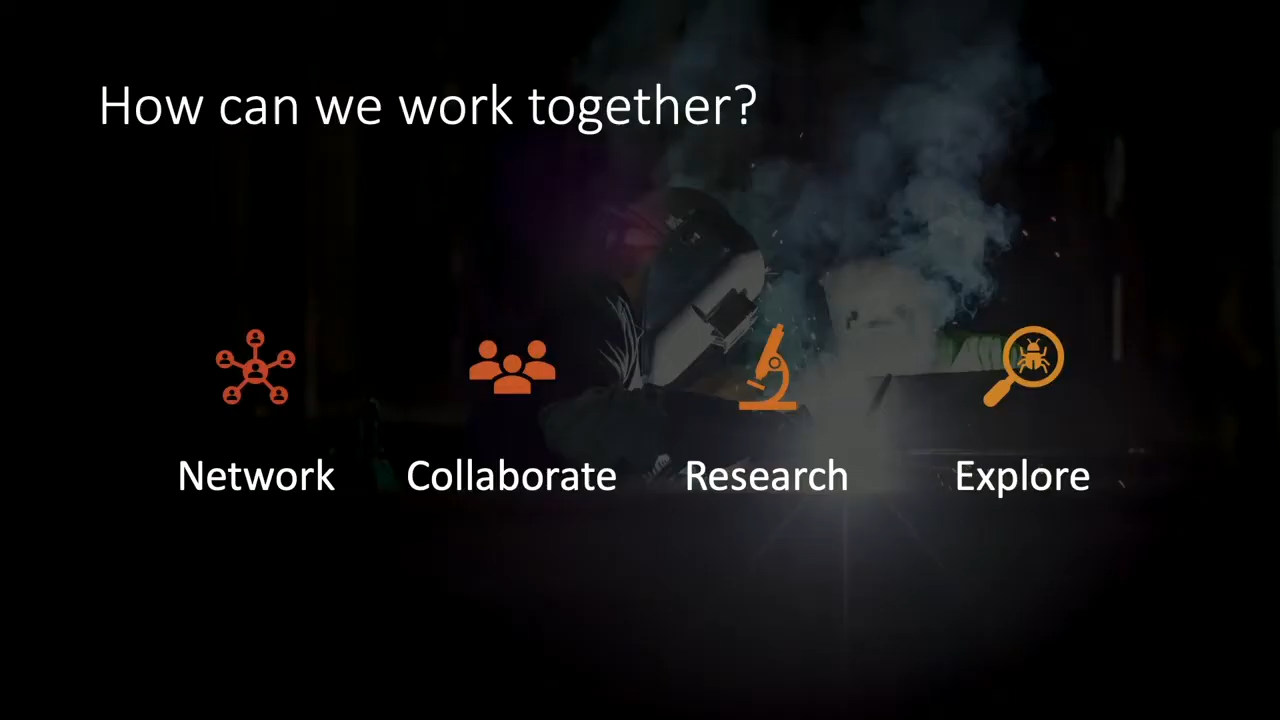 How can we work together?
Network
Collaborate
Research
Explore